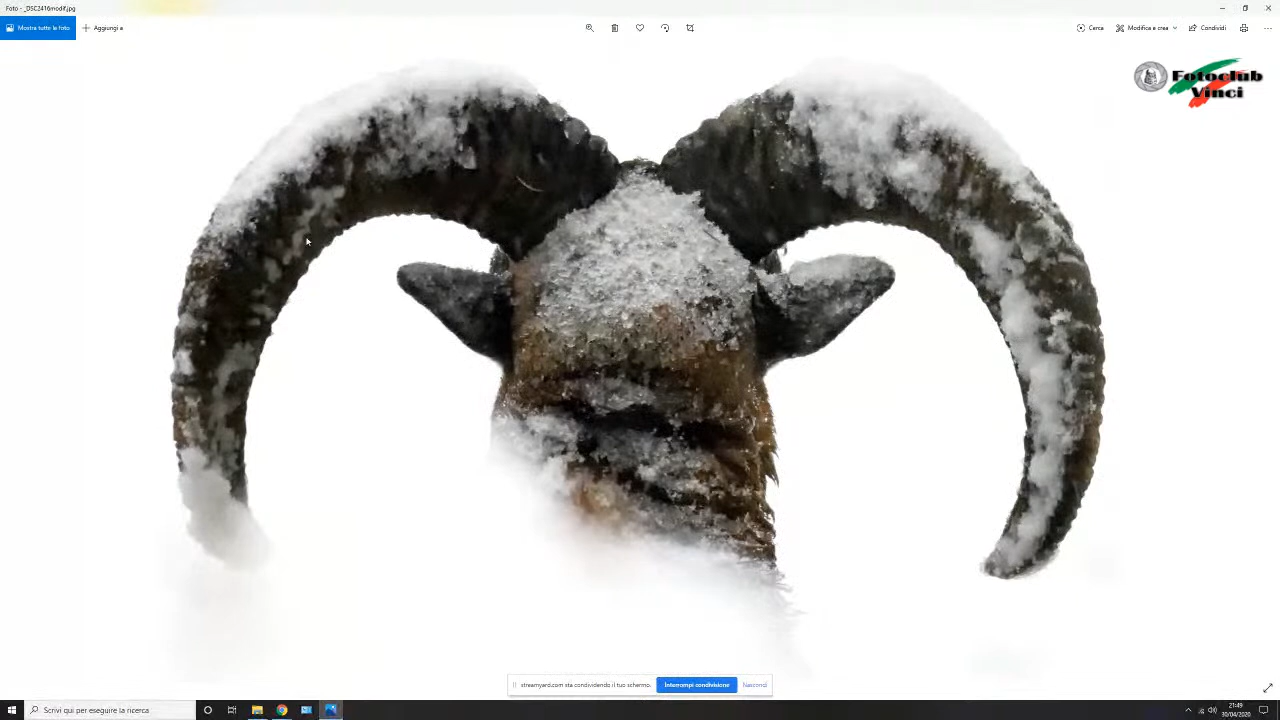 Foto - _DSC2416modif.jpg
Mostra tutte le foto
Aggiungi a
Cerca
Modifica e crea
Condividi
Fotoclub
Vinci
streamyard.com sta condividendo il tuo schermo.
Interrompi condivisione
Nascondi
Scrivi qui per eseguire la ricerca
21:49
30/04/2020